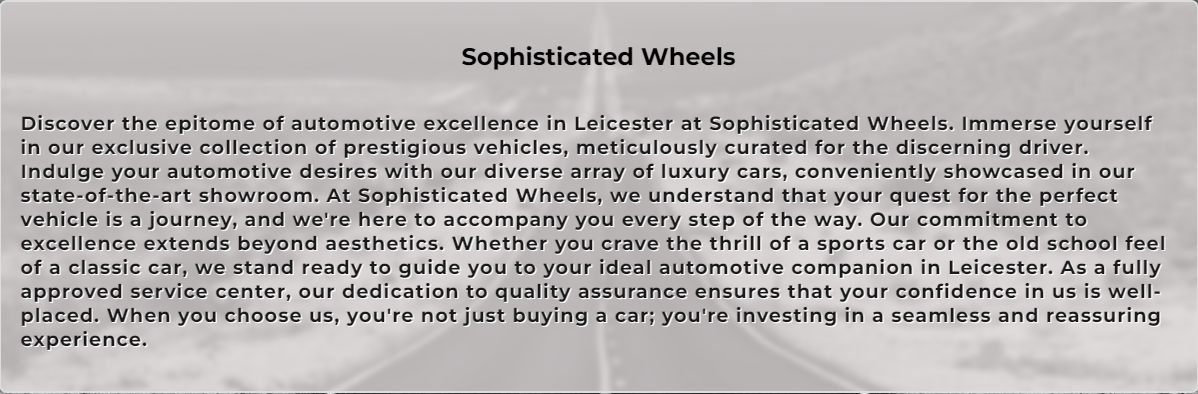 Sophisticated Wheels
Discover the epitome of automotive excellence in Leicester at Sophisticated Wheels. Immerse yourself
in our exclusive collection of prestigious vehicles, meticulously curated for the discerning driver.
Indulge your automotive desires with our diverse array of luxury cars, conveniently showcased in our
state-of-the-art showroom. At Sophisticated Wheels, we understand that your quest for the perfect
vehicle is a journey, and we're here to accompany you every step of the way. Our commitment to
excellence extends beyond aesthetics. Whether you crave the thrill of a sports car or the old school feel
of a classic car, we stand ready to guide you to your ideal automotive companion in Leicester. As a fully
approved service center, our dedication to quality assurance ensures that your confidence in us is well-
placed. When you choose us, you're not just buying a car; you're investing in a seamless and reassuring
experience.